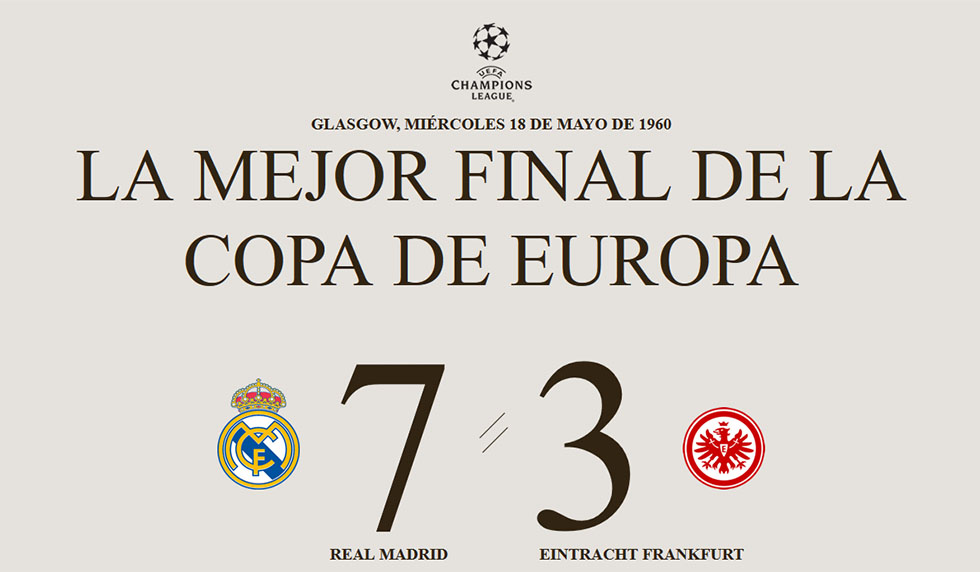 UEFA
CHAMPIONS
LEAGUE
GLASGOW, MIÉRCOLES 18 DE MAYO DE 1960
LA MEJOR FINAL DE LA
COPA DE EUROPA
7 // 3
REAL MADRID EINTRACHT FRANKFURT